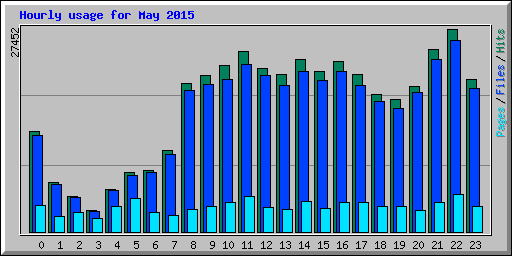 Hourly usage for May 2015
27452
Pages/Files/Hits
0 1 2 3 4 5 6 7 8 9 10 11 12 13 14 15 16 17 18 19 20 21 22 23